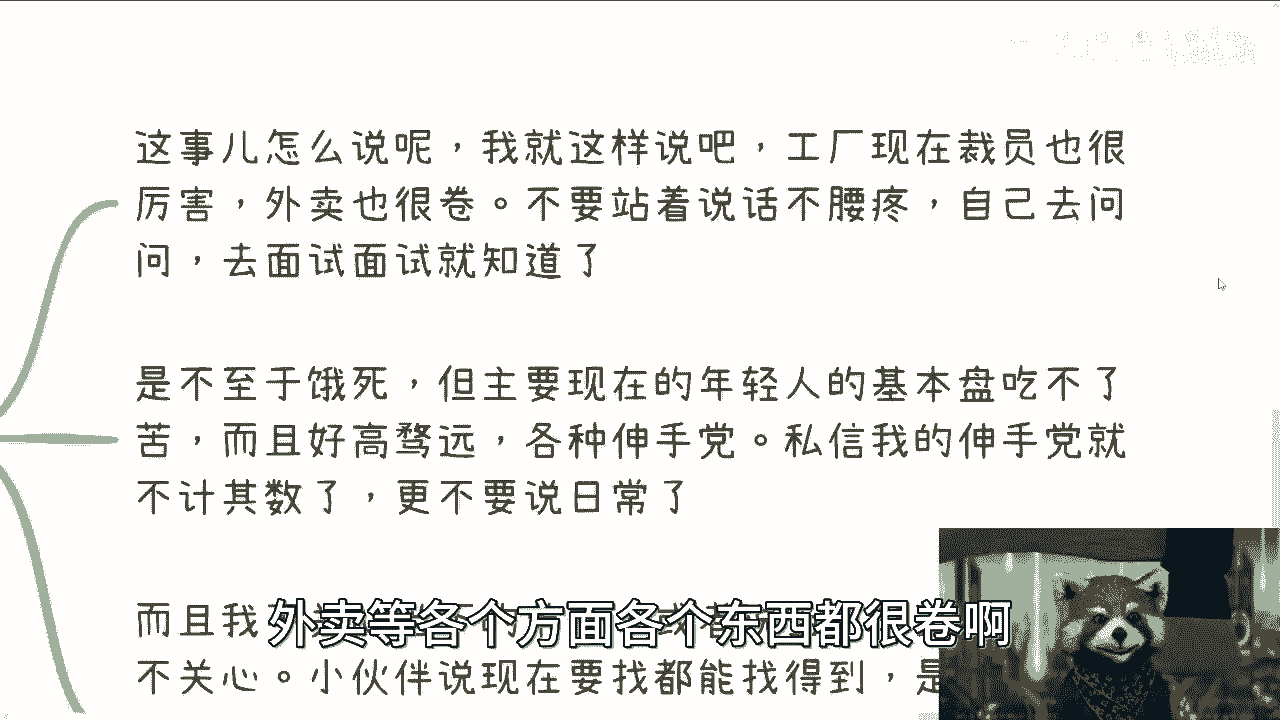 这事儿怎么说呢，我就这样说吧，工厂现在裁员也很
厉害，外卖也很卷。不要站着说话不腰疼，自己去问
问，去面试面试就知道了
是不至于饿死，但主要现在的年轻人的基本盘吃不了
苦，而且好高骛远，各种伸手党。私信我的伸手党就
不计其数了，更不要说日常了
而且我
外卖等各个方面各个东西都很卷啊
不关心。小伙伴说现在要找都能找得到，是